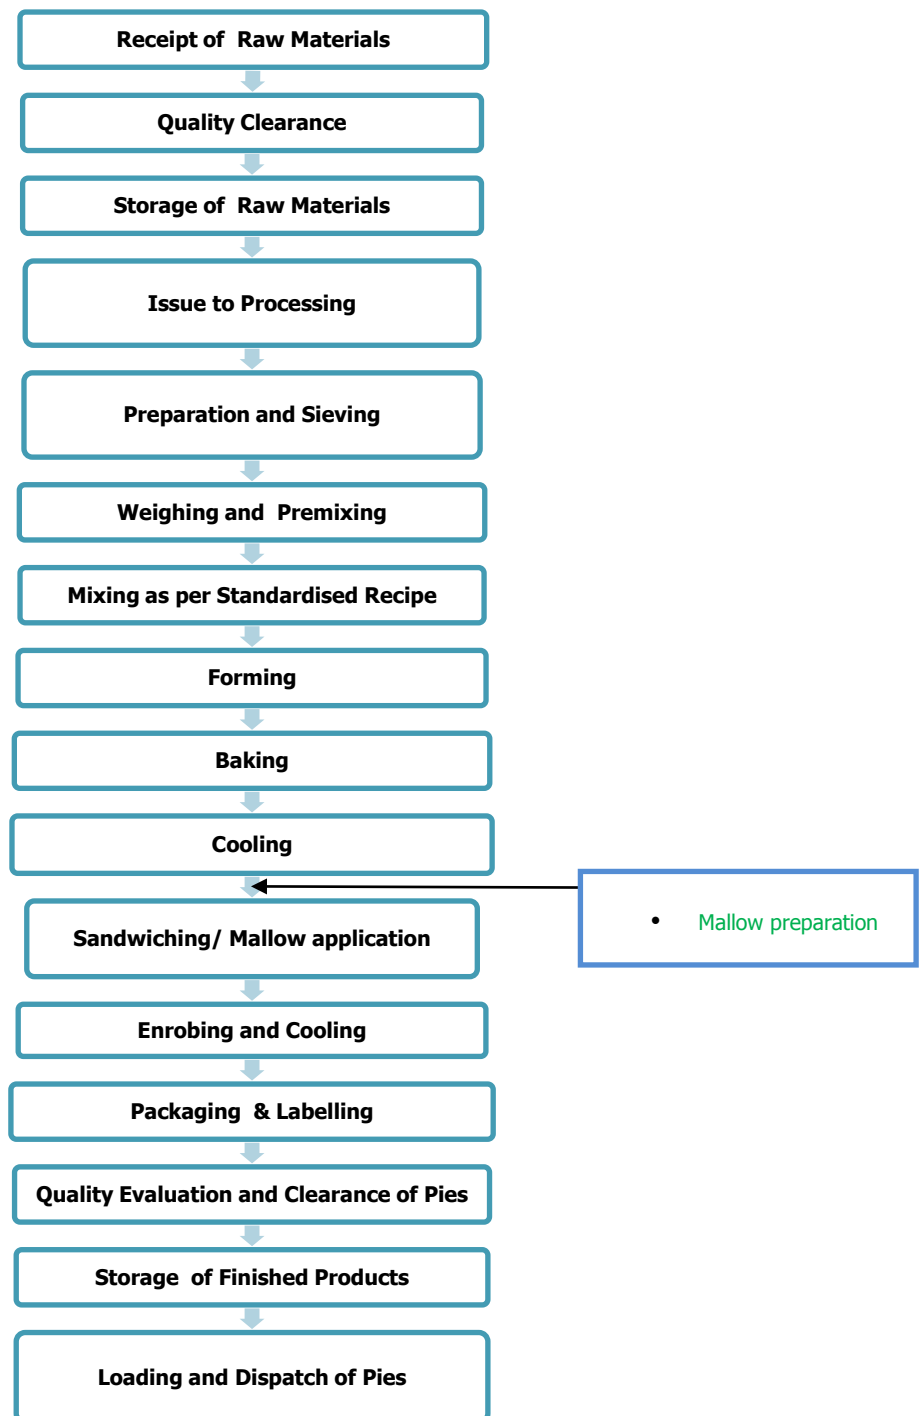 Receipt of Raw Materials
Quality Clearance
Storage of Raw Materials
Issue to Processing
Preparation and Sieving
Weighing and Premixing
Mixing as per Standardised Recipe
Forming
Baking
Cooling
Sandwiching/ Mallow application
• Mallow preparation
Enrobing and Cooling
Packaging & Labelling
Quality Evaluation and Clearance of Pies
Storage of Finished Products
Loading and Dispatch of Pies